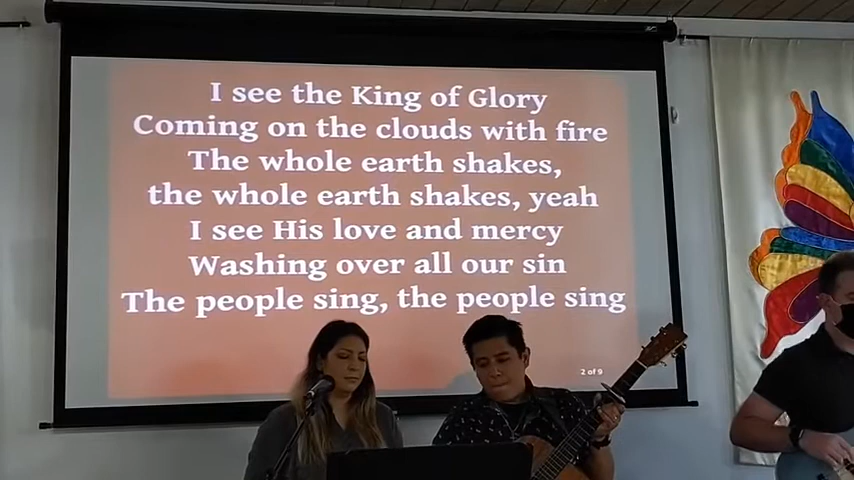 I see the King of Glory
Coming on the clouds with fire
The whole earth shakes,
the whole earth shakes, yeah
I see His love and mercy
Washing over all our sin
The people sing, the people sing
2 of 9